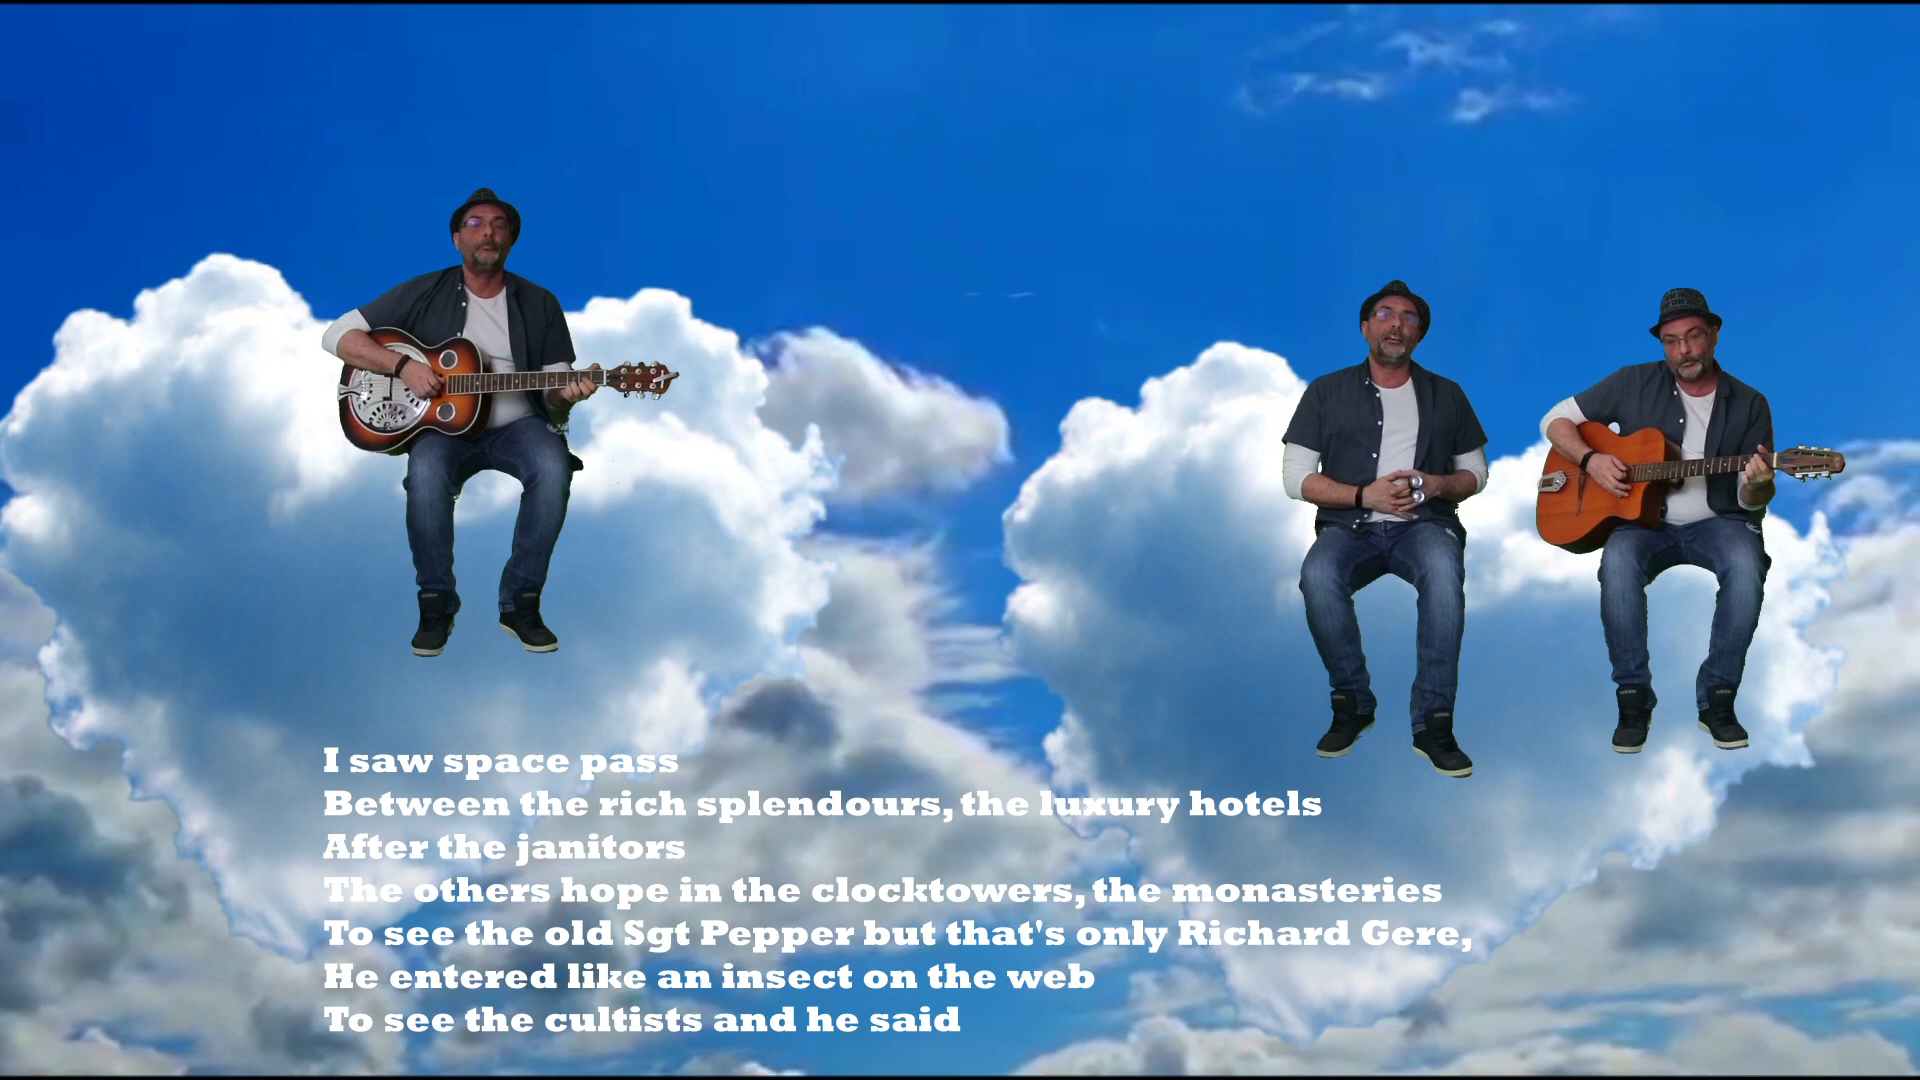 I saw space pass
Between the rich splendours, the luxury hotels
After the janitors
The others hope in the clocktowers, the monasteries
To see the old Sgt Pepper but that's only Richard Gere,
He entered like an insect on the web
To see the cultists and he said